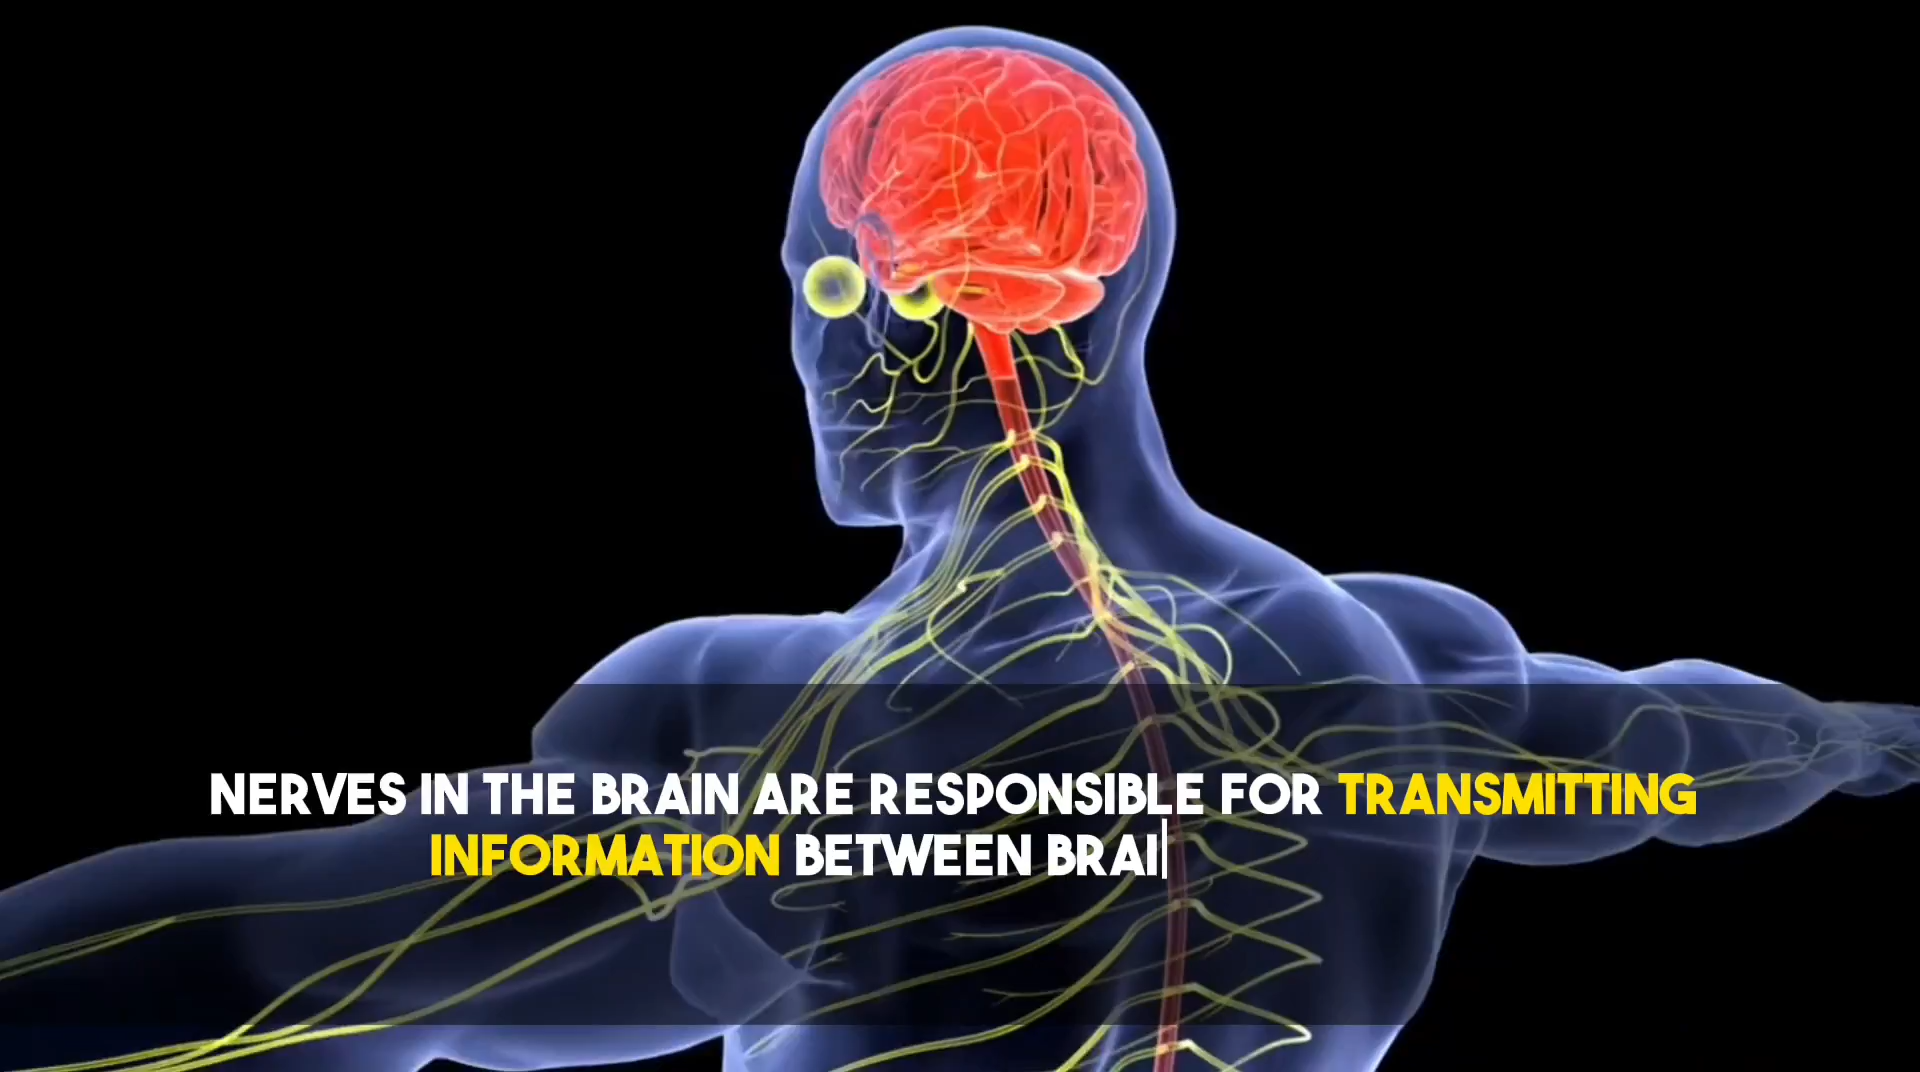 NERVES IN THE BRAIN ARE RESPONSIBLE FOR TRANSMITTING
INFORMATION BETWEEN BRAI